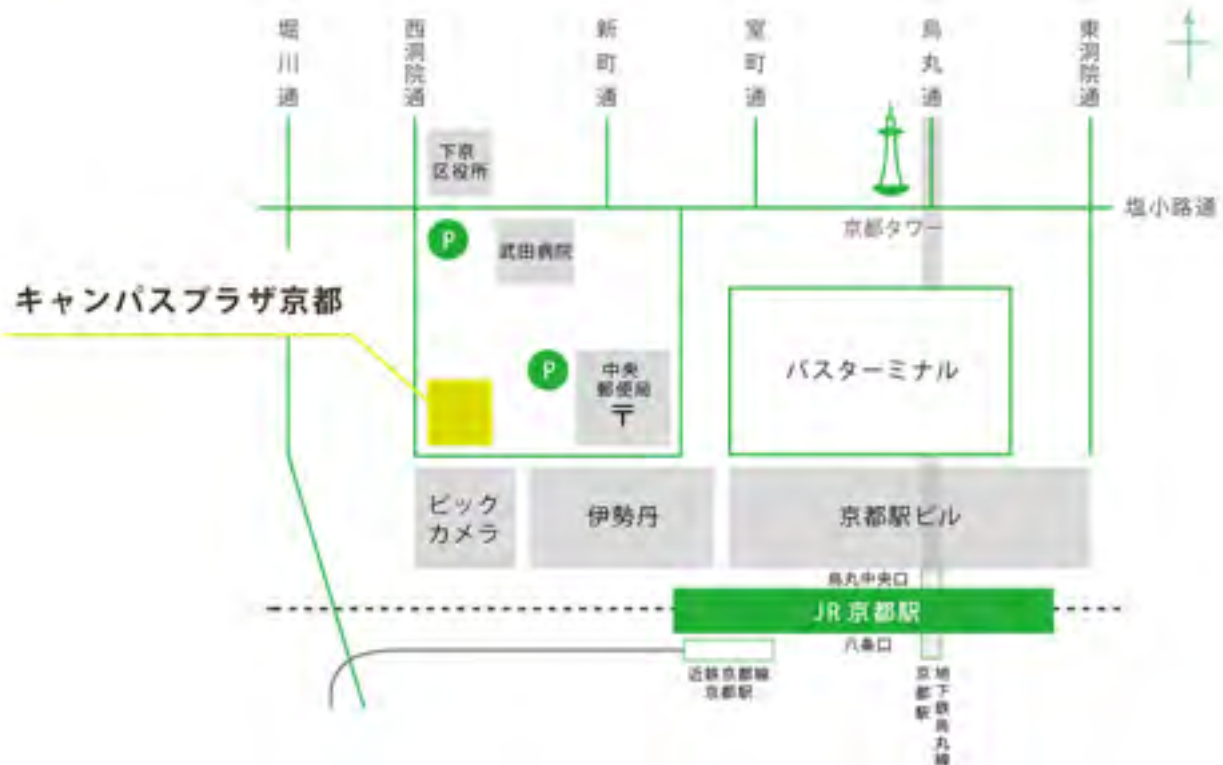 堀川通
西洞院通
新町通
室町通
烏丸通
東洞院通
下京
区役所
塩小路通
京都タワー
P
武田病院
キャンパスプラザ京都
P
中央
郵便局
〒
バスターミナル
ビック
カメラ
伊勢丹
京都駅ビル
烏丸中央口
JR 京都駅
八条口
近鉄京都線
京都駅
地下鉄烏丸線
京都駅